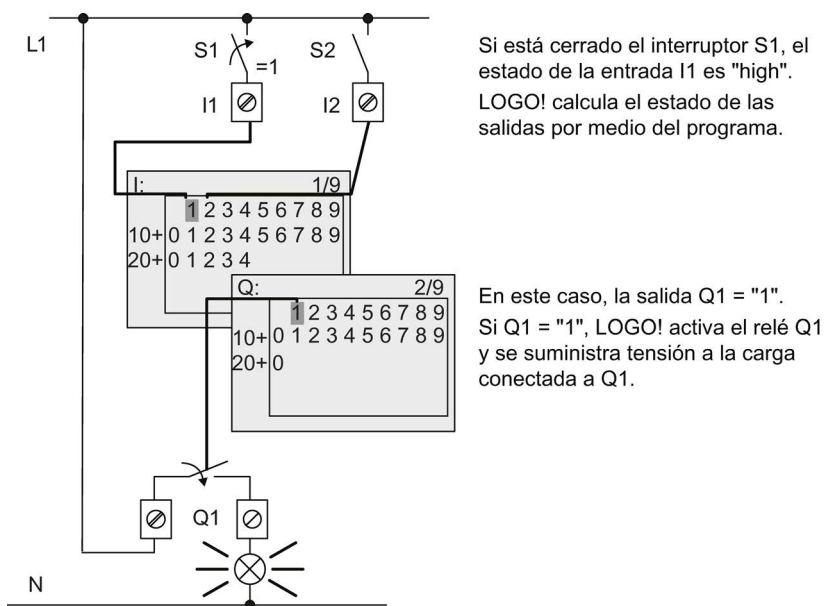 L1
S1
=1
S2
I1
I2
Si está cerrado el interruptor S1, el
estado de la entrada I1 es "high".
LOGO! calcula el estado de las
salidas por medio del programa.
I: 1/9
1 2 3 4 5 6 7 8 9
10+ 0 1 2 3 4 5 6 7 8 9
20+ 0 1 2 3 4
Q: 2/9
1 2 3 4 5 6 7 8 9
10+ 0 1 2 3 4 5 6 7 8 9
20+ 0
En este caso, la salida Q1 = "1".
Si Q1 = "1", LOGO! activa el relé Q1
y se suministra tensión a la carga
conectada a Q1.
Q1
N